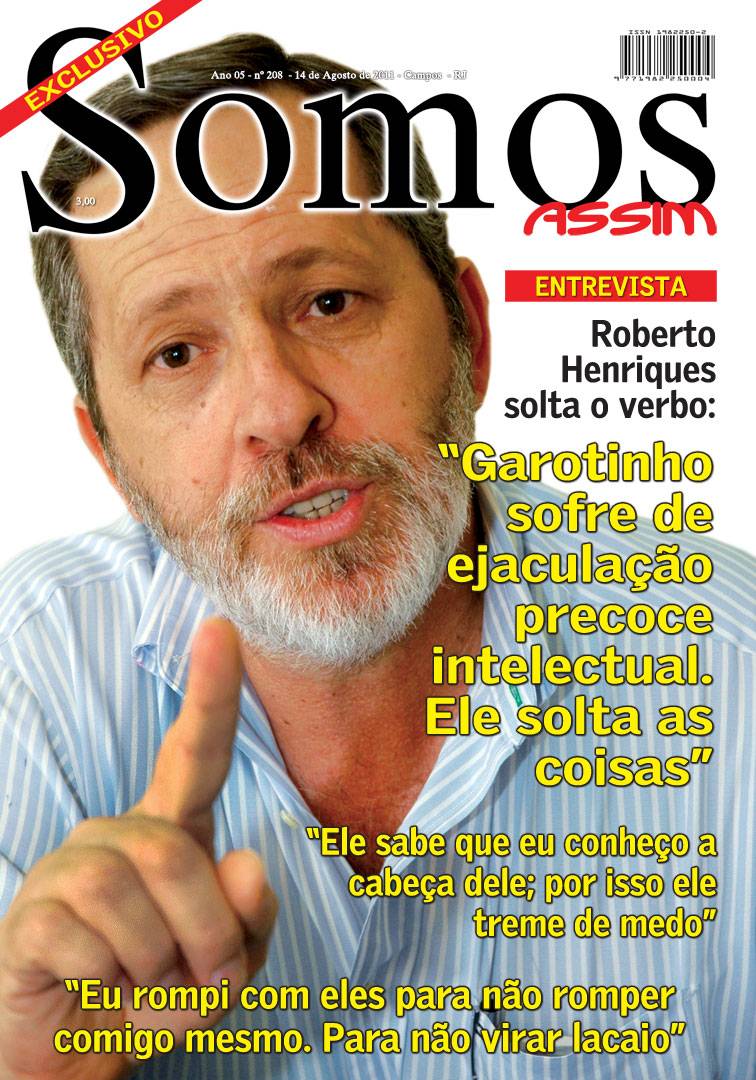 EXCLUSIVO
ISSN 1982250-2
9 771982 250004
Ano 05 - nº 208 - 14 de Agosto de 2011 - Campos - RJ
Somos
ASSIM
3,00
ENTREVISTA
Roberto
Henriques
solta o verbo:
“Garotinho
sofre de
ejaculação
precoce
intelectual.
Ele solta as
coisas”
“Ele sabe que eu conheço a
cabeça dele; por isso ele
treme de medo”
“Eu rompi com eles para não romper
comigo mesmo. Para não virar lacaio”